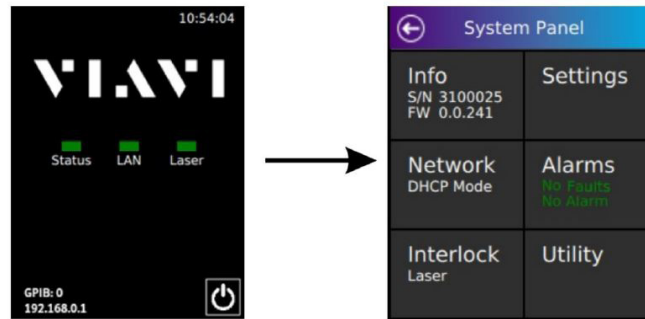 10:54:04
VIAVI
Status LAN Laser
GPIB: 0
192.168.0.1
System Panel
Info
S/N 3100025
FW 0.0.241
Settings
Network
DHCP Mode
Alarms
No Faults
No Alarm
Interlock
Laser
Utility